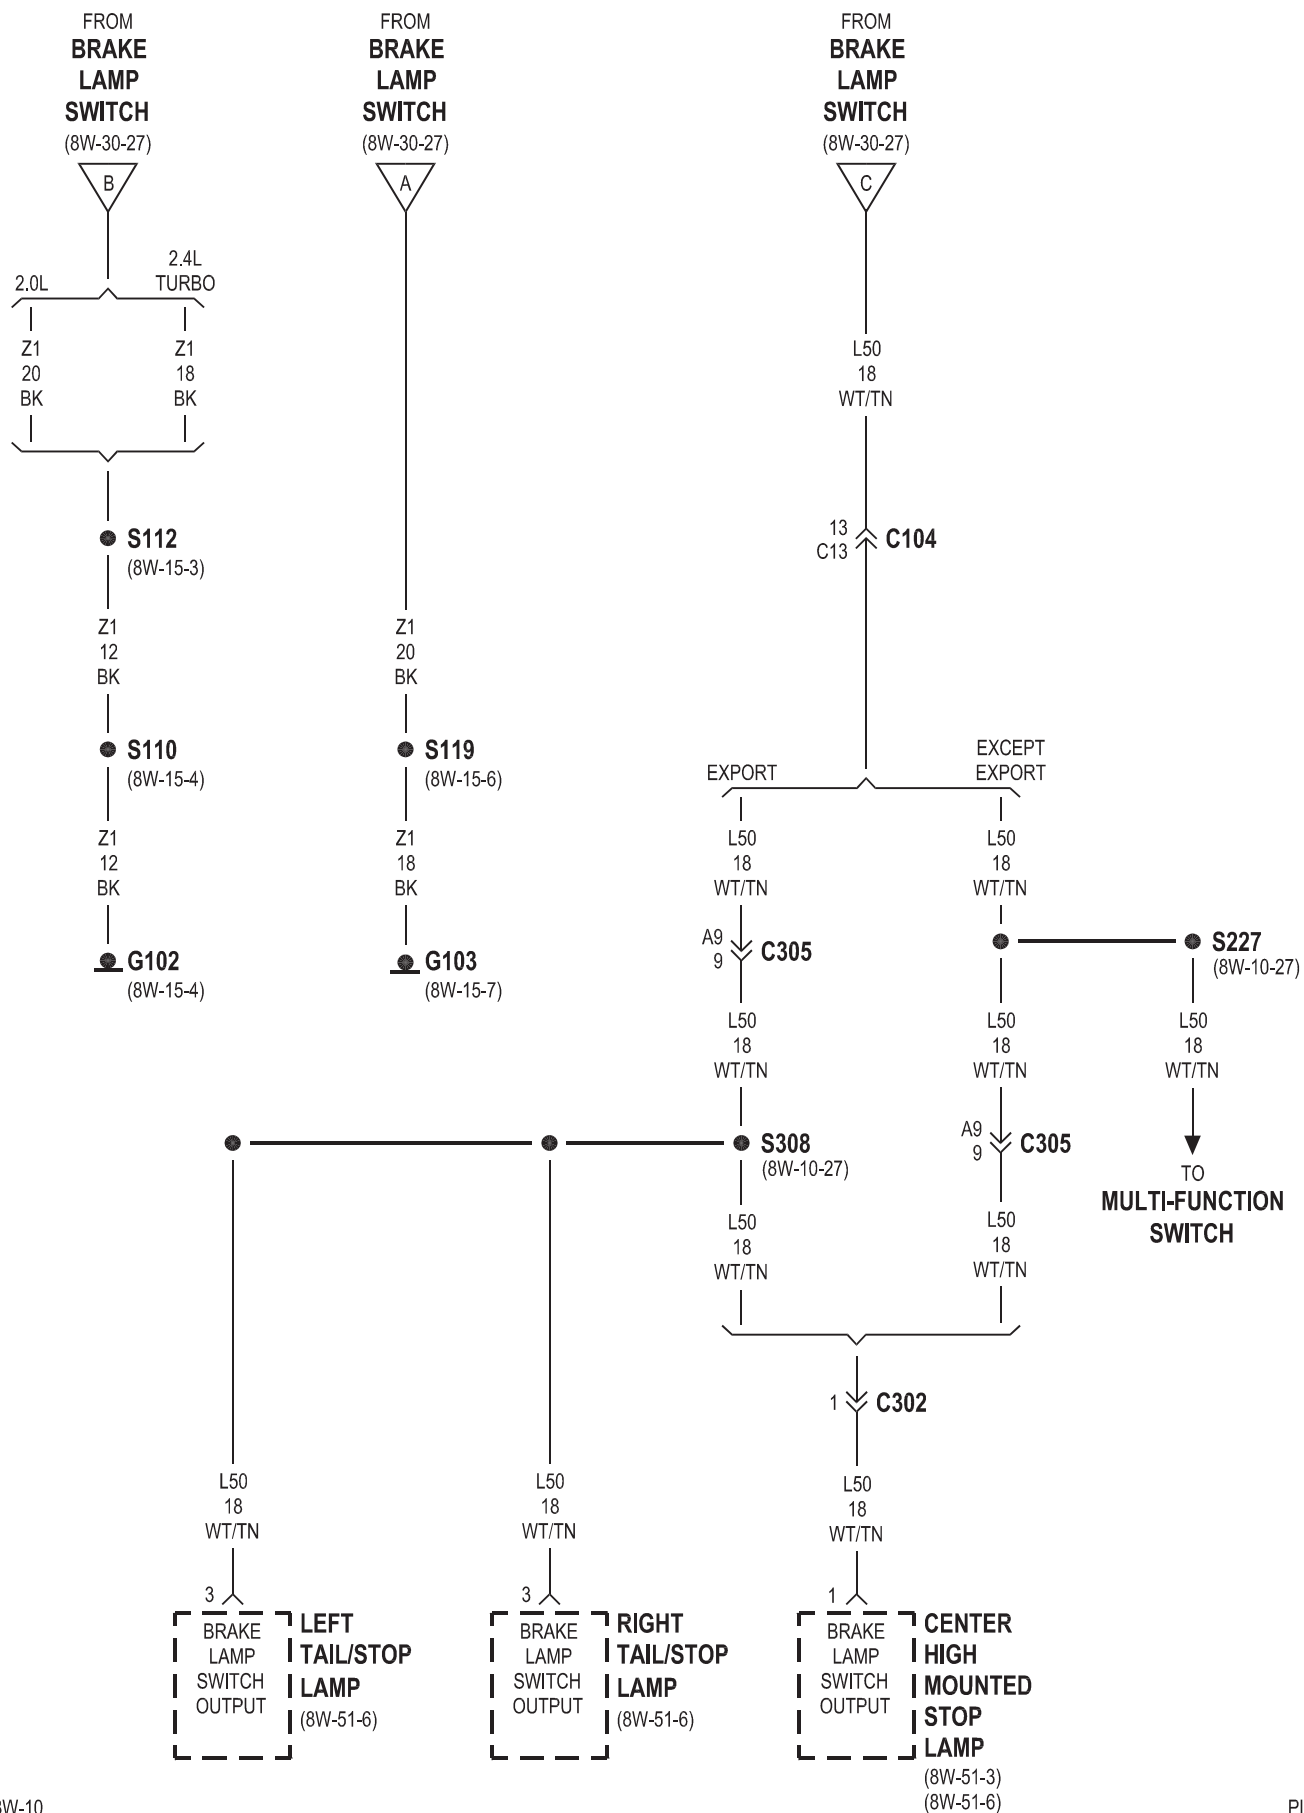 FROM
BRAKE
LAMP
SWITCH
(8W-30-27)
B
FROM
BRAKE
LAMP
SWITCH
(8W-30-27)
A
FROM
BRAKE
LAMP
SWITCH
(8W-30-27)
C
2.0L
2.4L
TURBO
Z1
20
BK
Z1
18
BK
L50
18
WT/TN
S112
(8W-15-3)
13
C13
C104
Z1
12
BK
Z1
20
BK
S110
(8W-15-4)
S119
(8W-15-6)
EXPORT
EXCEPT
EXPORT
Z1
12
BK
Z1
18
BK
L50
18
WT/TN
L50
18
WT/TN
G102
(8W-15-4)
G103
(8W-15-7)
A9
9
C305
S227
(8W-10-27)
L50
18
WT/TN
L50
18
WT/TN
L50
18
WT/TN
S308
(8W-10-27)
A9
9
C305
TO
MULTI-FUNCTION
SWITCH
L50
18
WT/TN
L50
18
WT/TN
1
C302
L50
18
WT/TN
L50
18
WT/TN
L50
18
WT/TN
3
BRAKE
LAMP
SWITCH
OUTPUT
LEFT
TAIL/STOP
LAMP
(8W-51-6)
3
BRAKE
LAMP
SWITCH
OUTPUT
RIGHT
TAIL/STOP
LAMP
(8W-51-6)
1
BRAKE
LAMP
SWITCH
OUTPUT
CENTER
HIGH
MOUNTED
STOP
LAMP
(8W-51-3)
(8W-51-6)
8W-10
PL